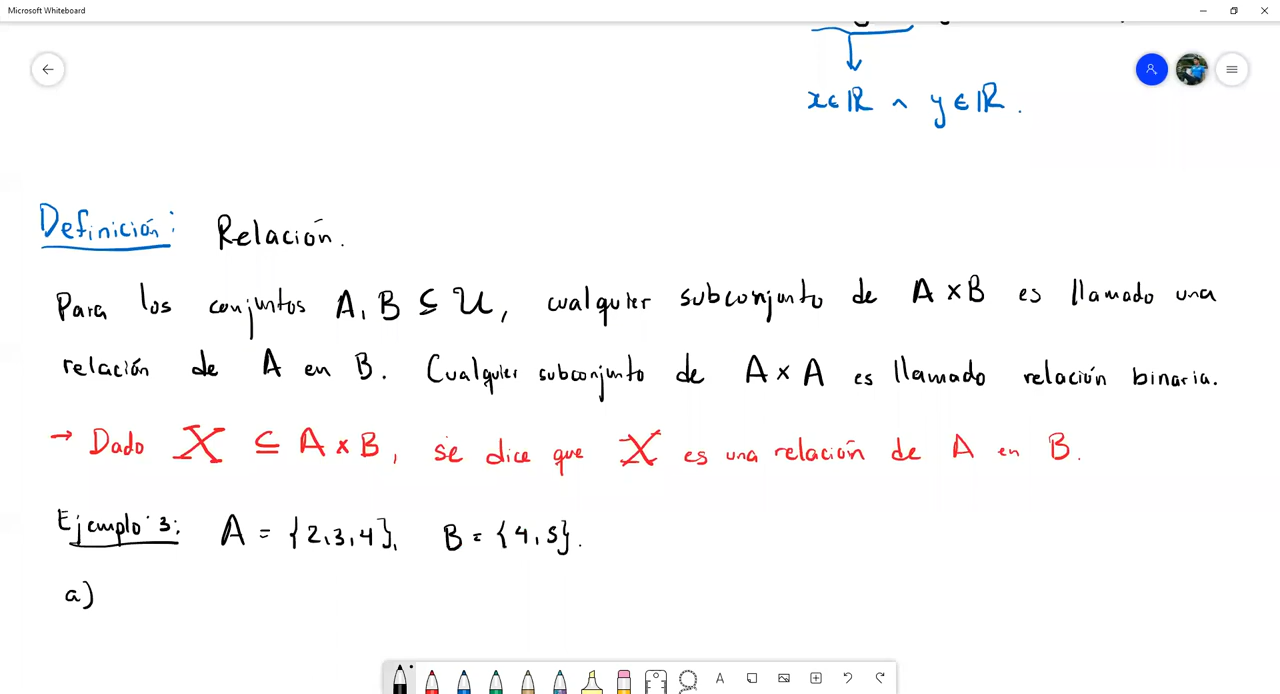 Microsoft Whiteboard
x∈ℝ ∧ y∈ℝ.
Definición: Relación.
Para los conjuntos A, B ⊆ U, cualquier subconjunto de A × B es llamado una
relación de A en B. Cualquier subconjunto de A × A es llamado relación binaria.
→ Dado X ⊆ A × B, se dice que X es una relación de A en B.
Ejemplo 3: A = {2,3,4}, B = {4,5}.
a)